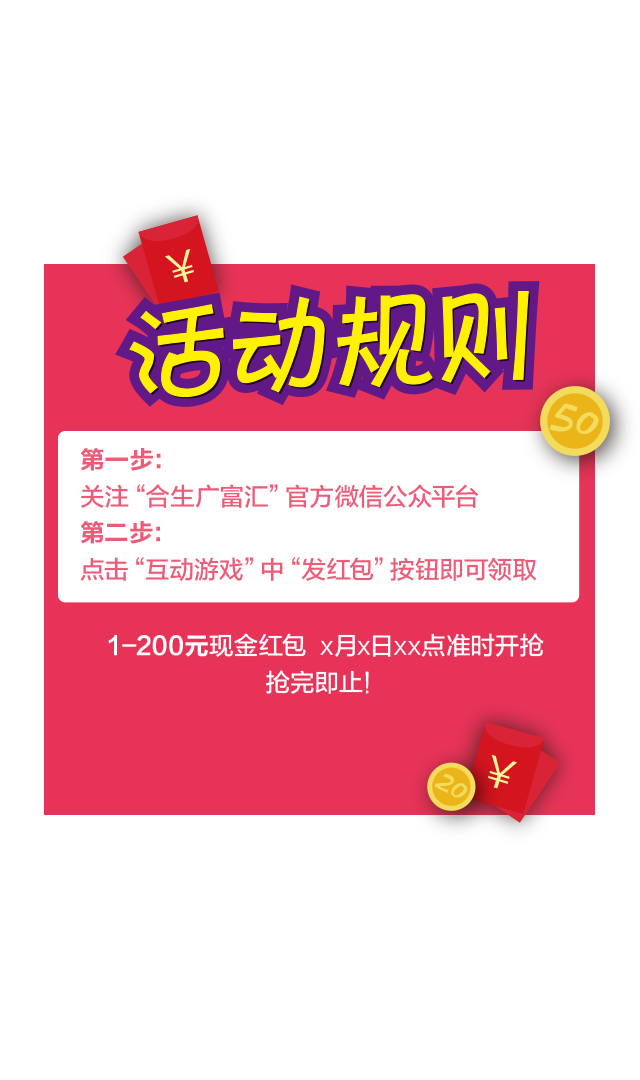 ¥
活动规则
50
第一步：
关注“合生广富汇”官方微信公众平台
第二步：
点击“互动游戏”中“发红包”按钮即可领取
1-200元现金红包 x月x日xx点准时开抢
抢完即止！
¥
20